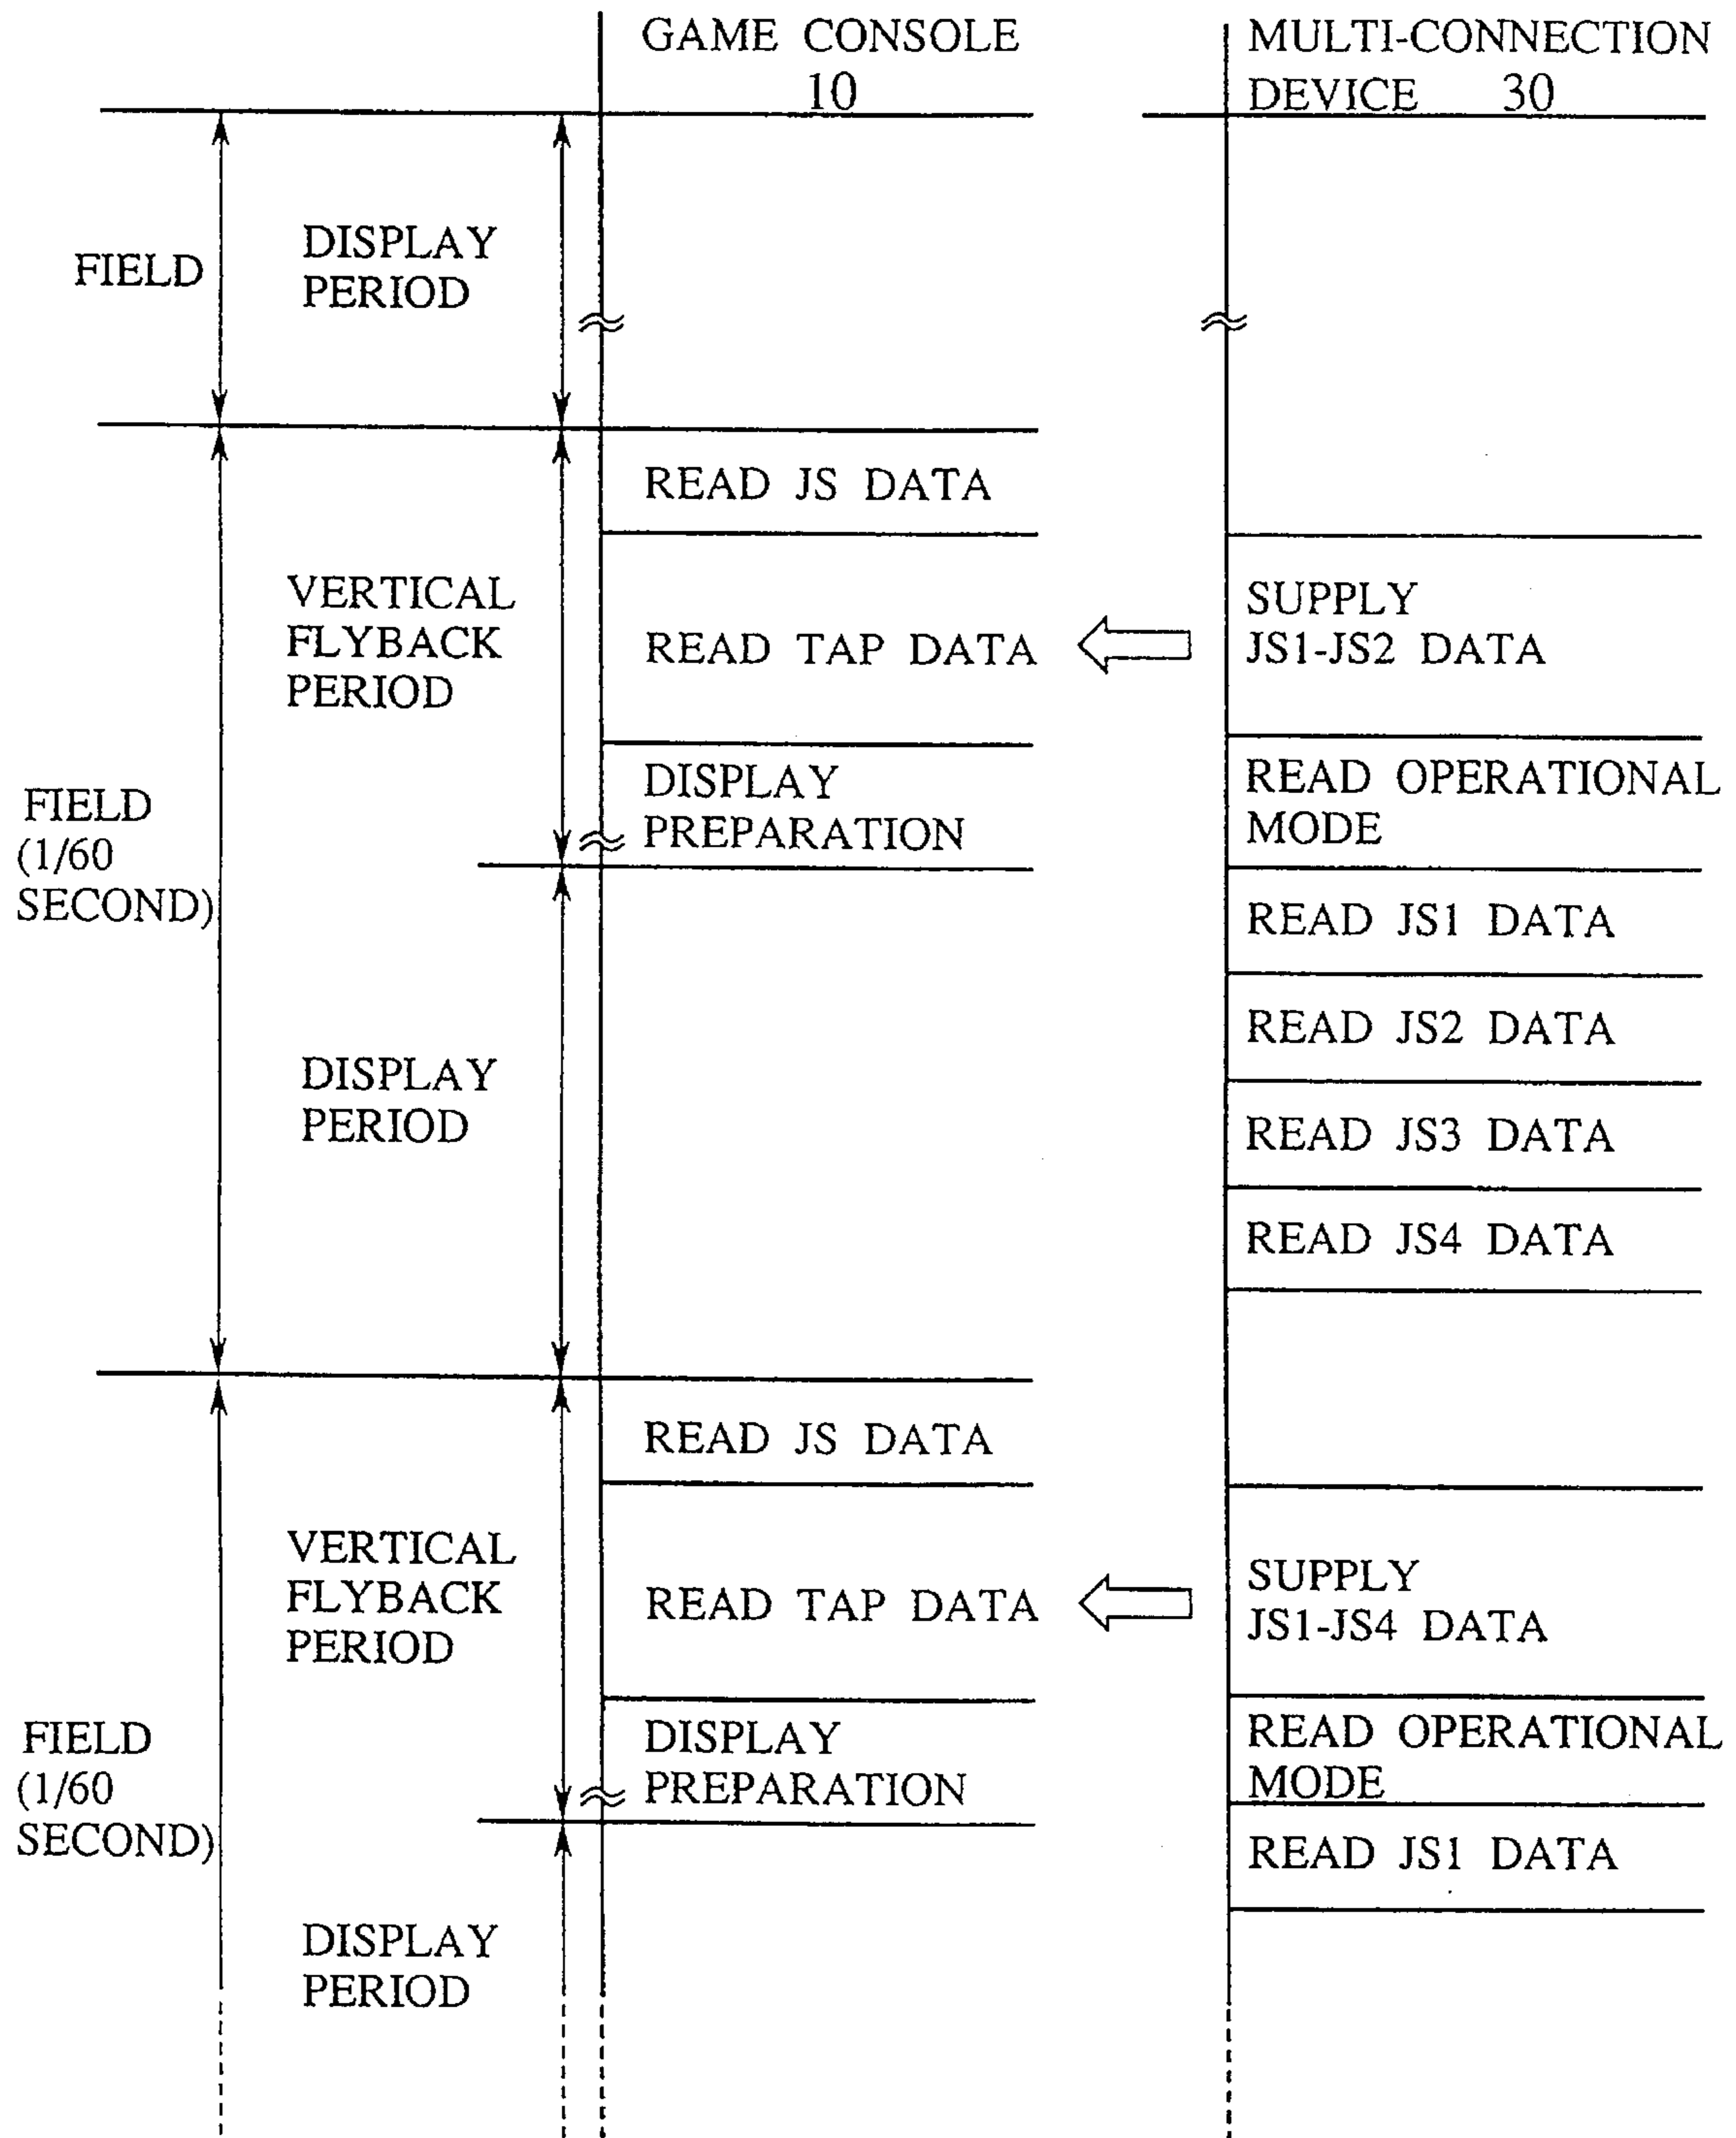 GAME CONSOLE
10
MULTI-CONNECTION
DEVICE 30
FIELD
DISPLAY
PERIOD
READ JS DATA
VERTICAL
FLYBACK
PERIOD
READ TAP DATA
SUPPLY
JS1-JS2 DATA
DISPLAY
PREPARATION
READ OPERATIONAL
MODE
FIELD
(1/60
SECOND)
READ JS1 DATA
READ JS2 DATA
DISPLAY
PERIOD
READ JS3 DATA
READ JS4 DATA
READ JS DATA
VERTICAL
FLYBACK
PERIOD
READ TAP DATA
SUPPLY
JS1-JS4 DATA
DISPLAY
PREPARATION
READ OPERATIONAL
MODE
FIELD
(1/60
SECOND)
READ JS1 DATA
DISPLAY
PERIOD